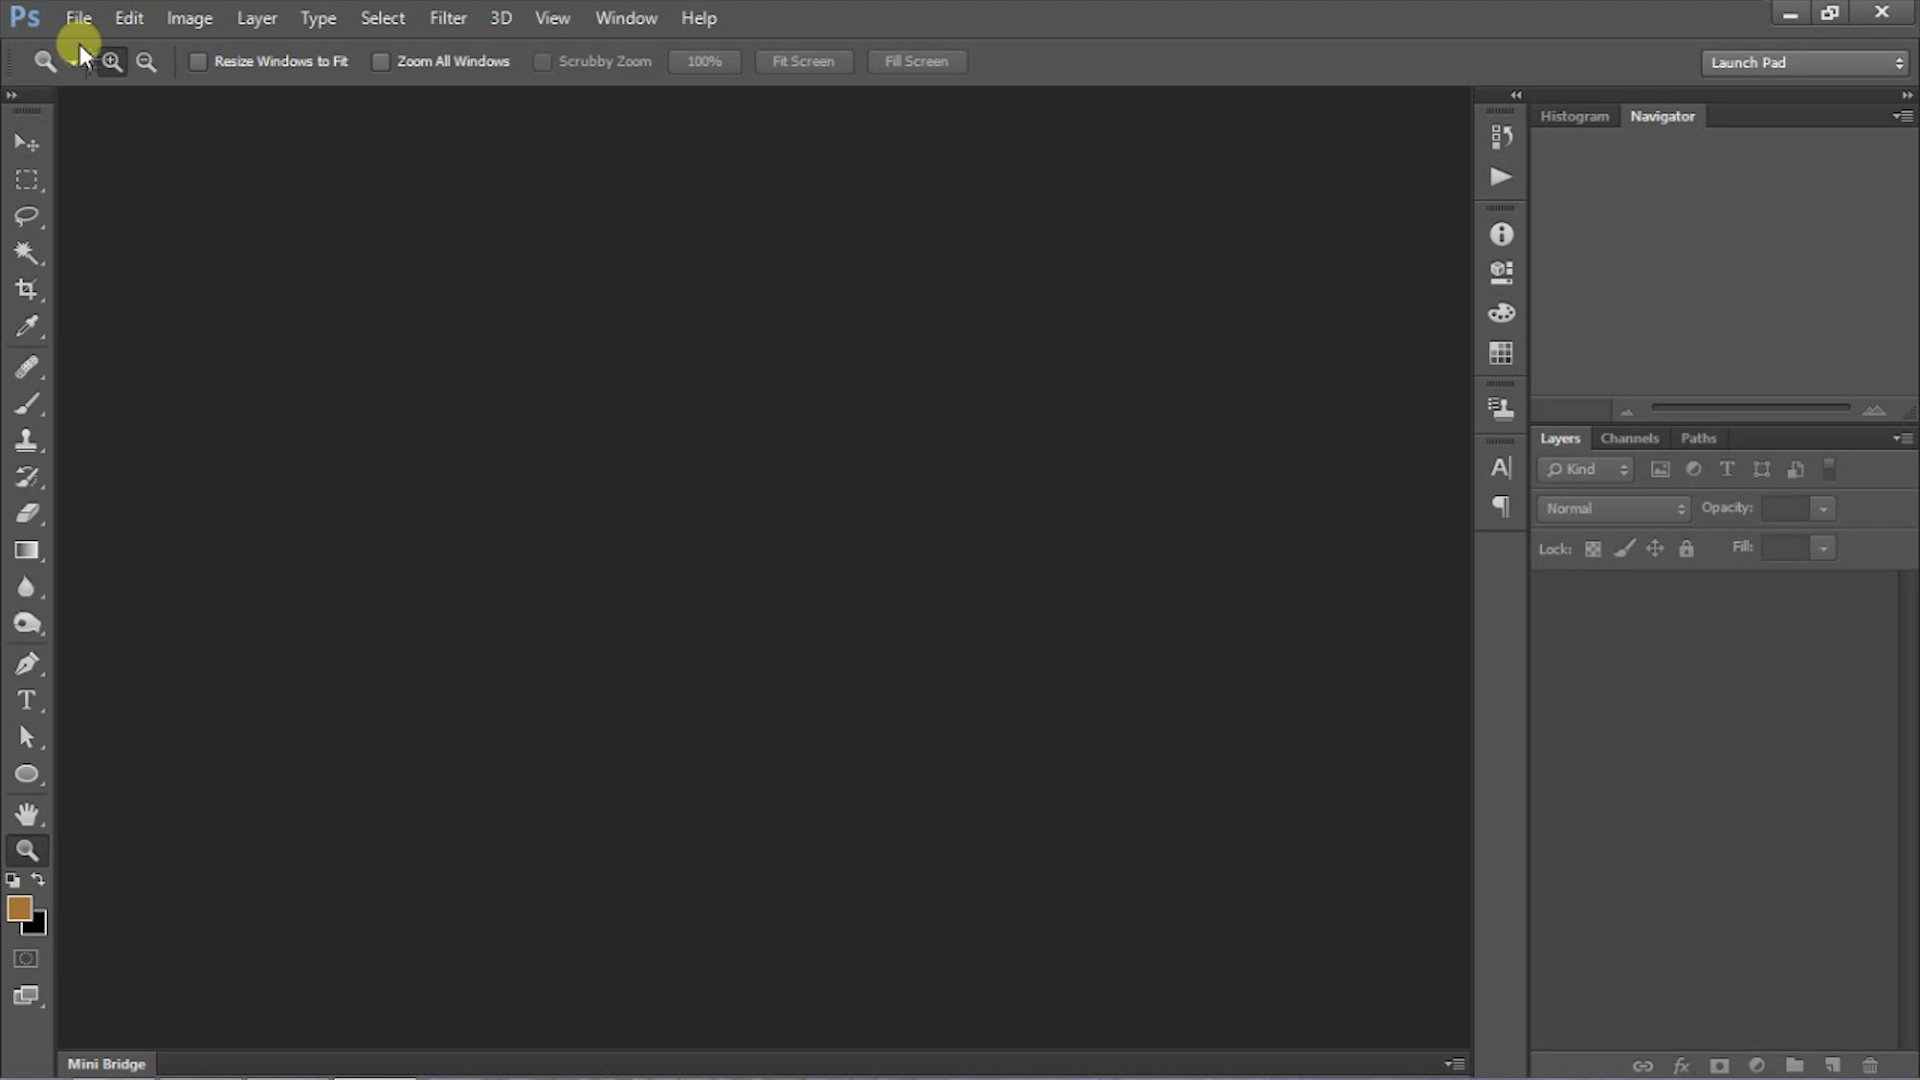 Ps File Edit Image Layer Type Select Filter 3D View Window Help
Resize Windows to Fit Zoom All Windows Scrubby Zoom 100% Fit Screen Fill Screen Launch Pad
Histogram Navigator
Layers Channels Paths
Kind
Normal Opacity:
Lock: Fill:
Mini Bridge